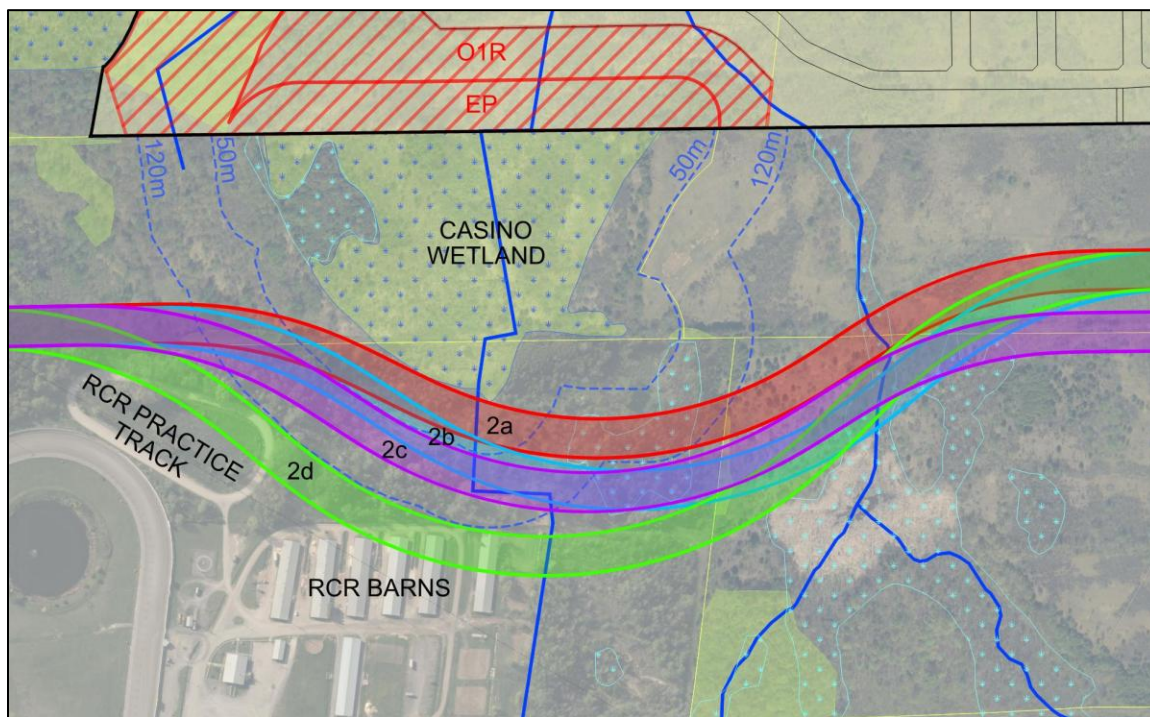 O1R
EP
120m
50m
50m
120m
CASINO
WETLAND
RCR PRACTICE
TRACK
2d
2c
2b
2a
RCR BARNS